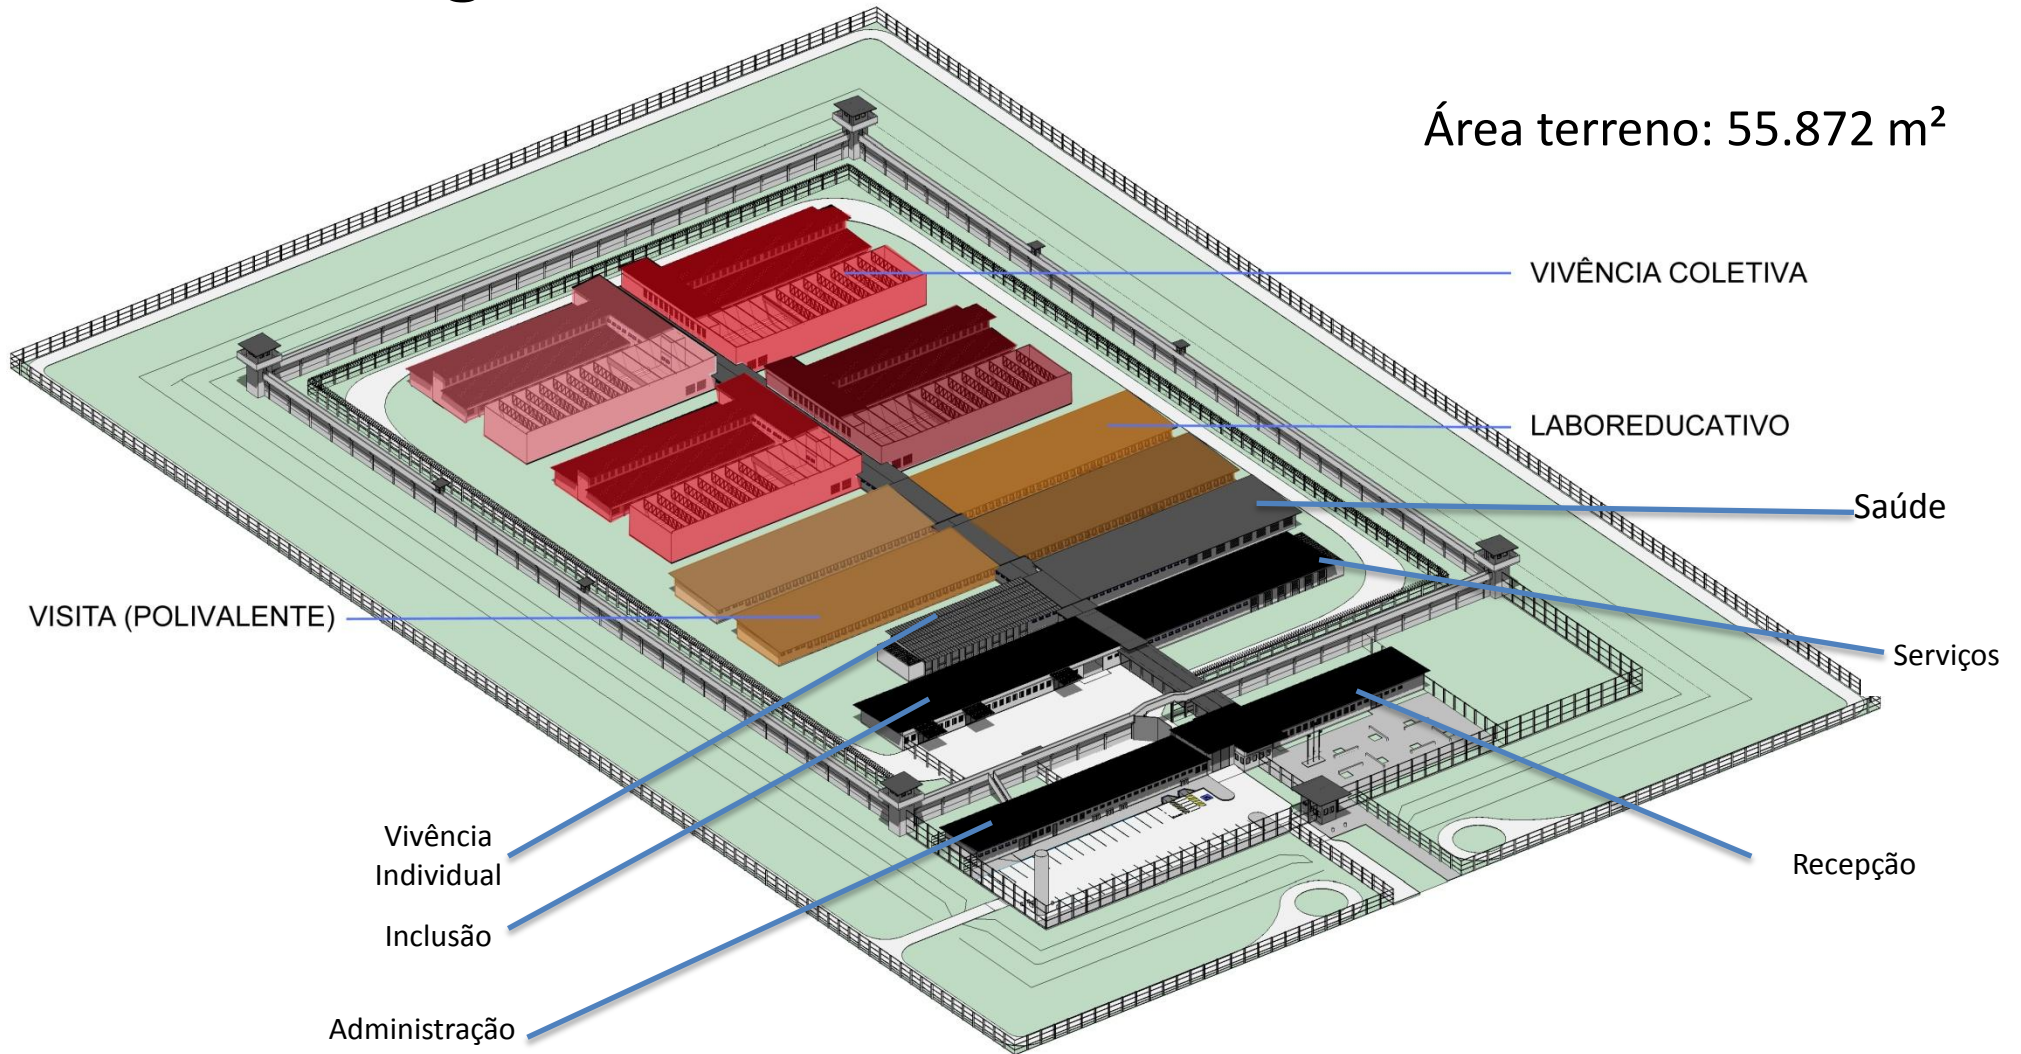 Área terreno: 55.872 m²
VIVÊNCIA COLETIVA
LABOREDUCATIVO
Saúde
VISITA (POLIVALENTE)
Serviços
Vivência
Individual
Recepção
Inclusão
Administração